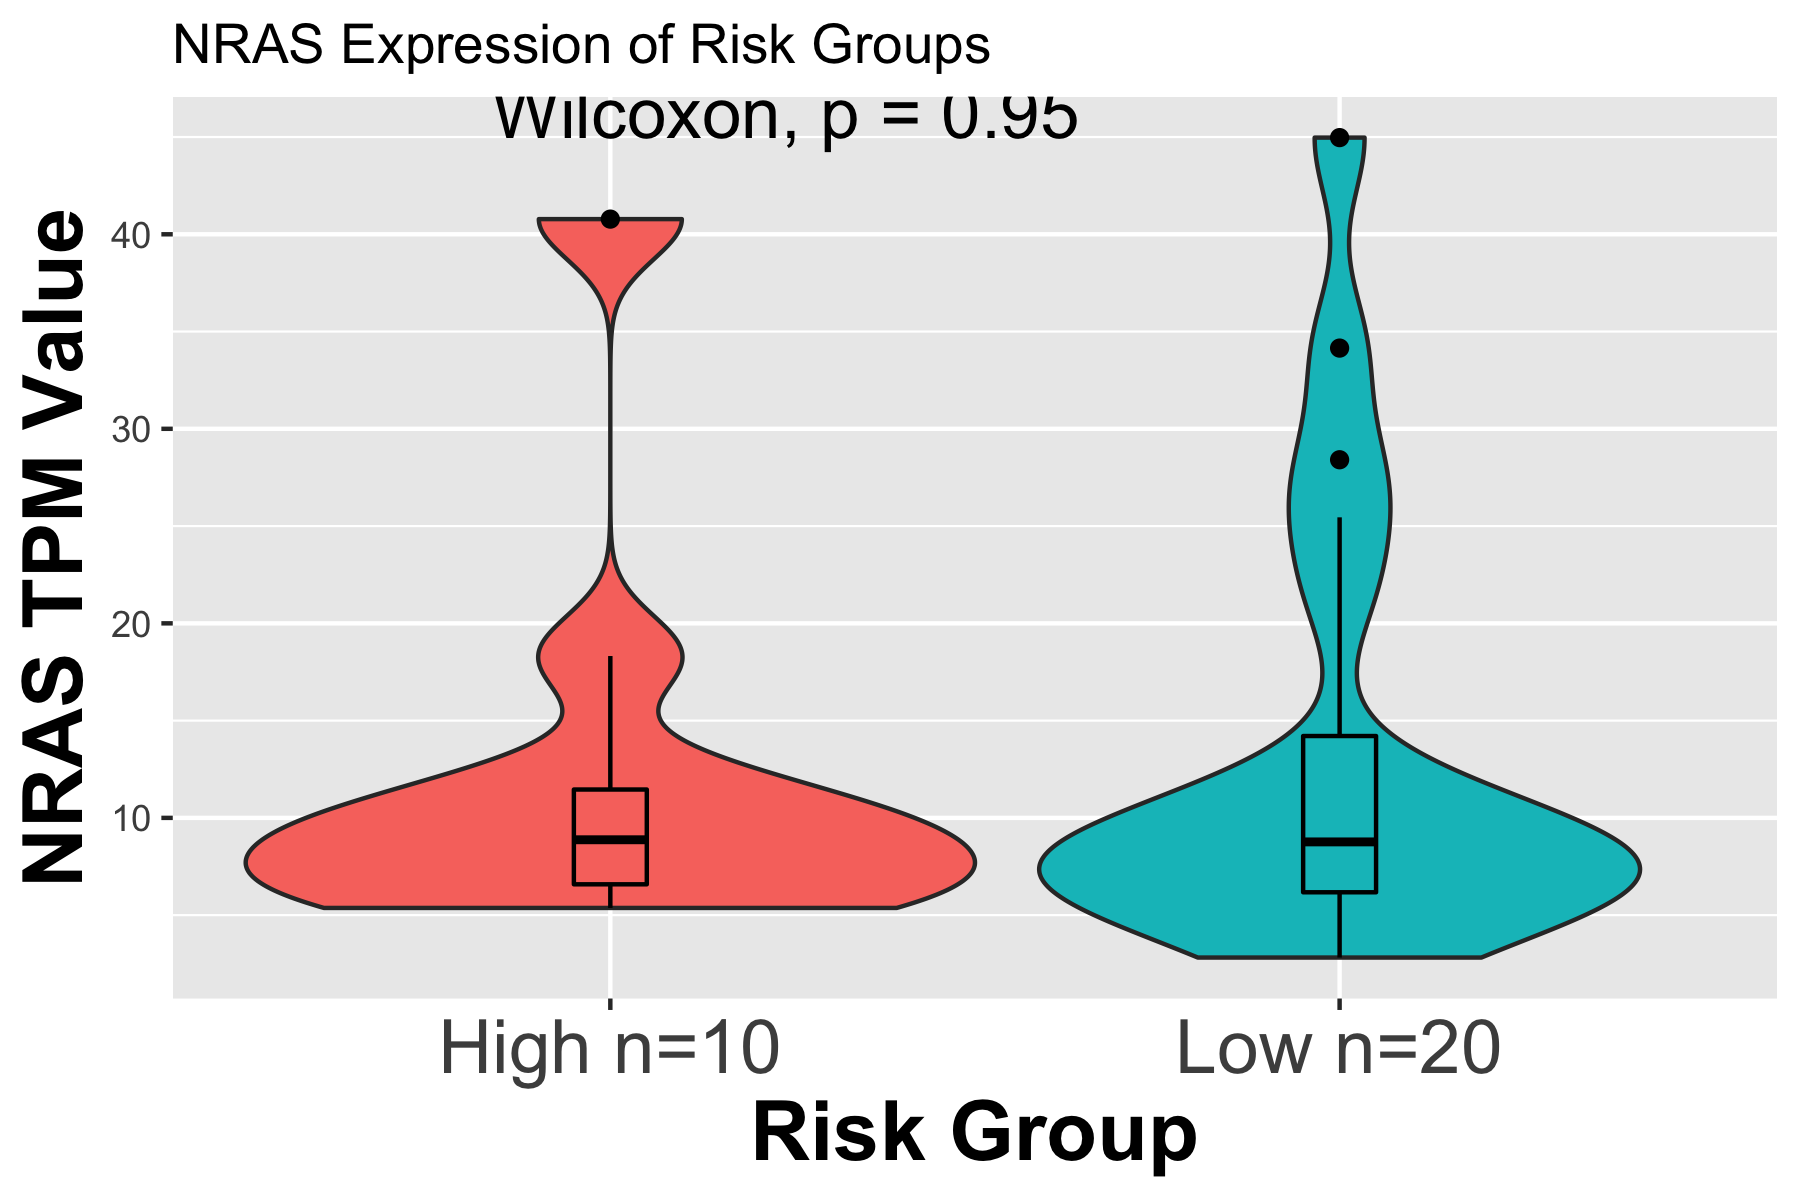 NRAS Expression of Risk Groups
Wilcoxon, p = 0.95
NRAS TPM Value
40
30
20
10
High n=10
Low n=20
Risk Group